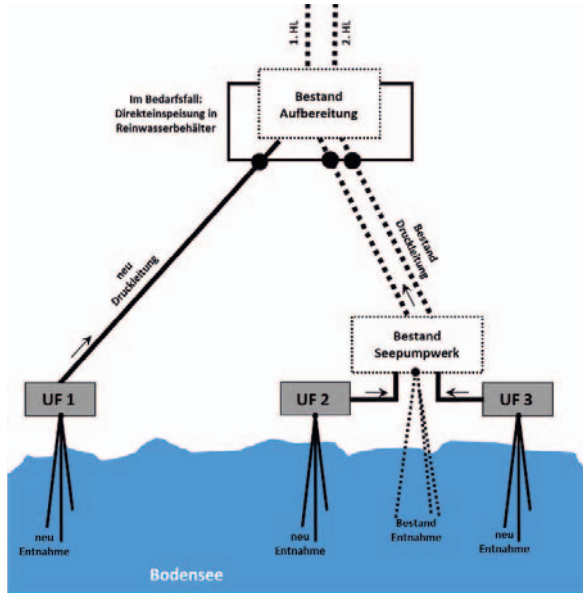 1. HL
2. HL
Im Bedarfsfall:
Direkteinspeisung in
Reinwasserbehälter
Bestand
Aufbereitung
neu
Druckleitung
Bestand
Druckleitung
Bestand
Seepumpwerk
UF 1
UF 2
UF 3
neu
Entnahme
neu
Entnahme
Bestand
Entnahme
neu
Entnahme
Bodensee